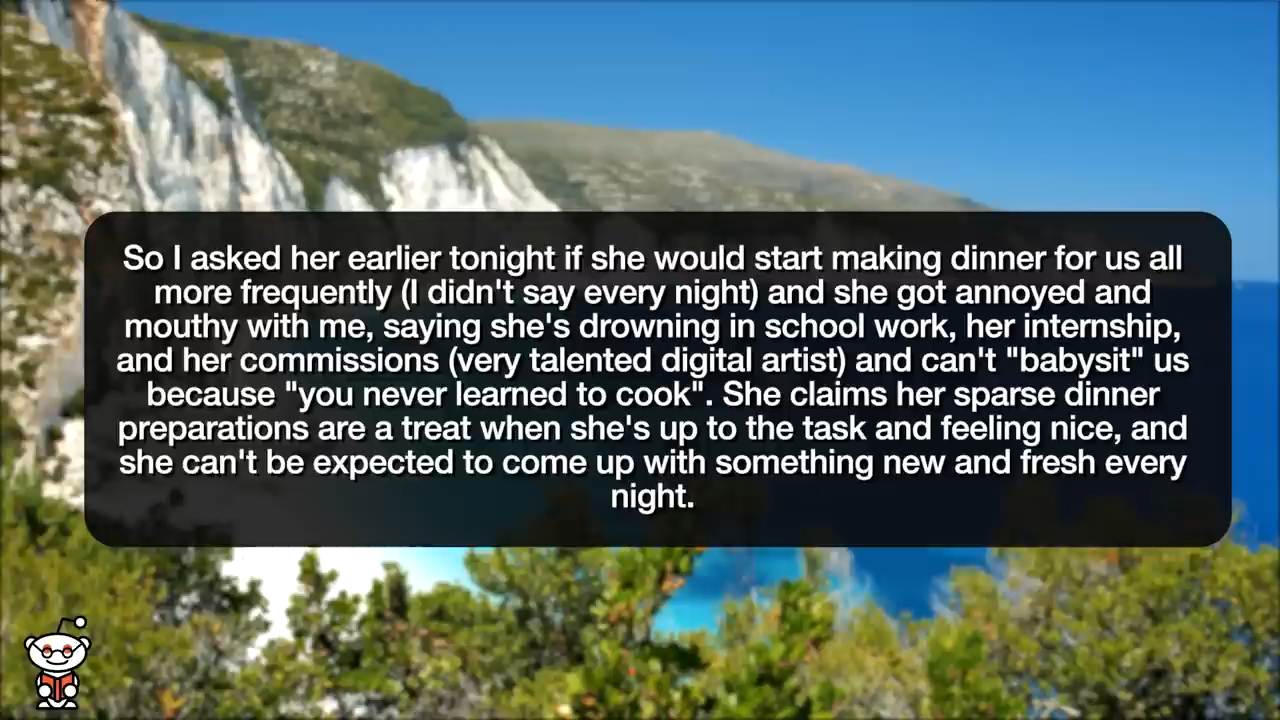 So I asked her earlier tonight if she would start making dinner for us all
more frequently (I didn't say every night) and she got annoyed and
mouthy with me, saying she's drowning in school work, her internship,
and her commissions (very talented digital artist) and can't "babysit" us
because "you never learned to cook". She claims her sparse dinner
preparations are a treat when she's up to the task and feeling nice, and
she can't be expected to come up with something new and fresh every
night.